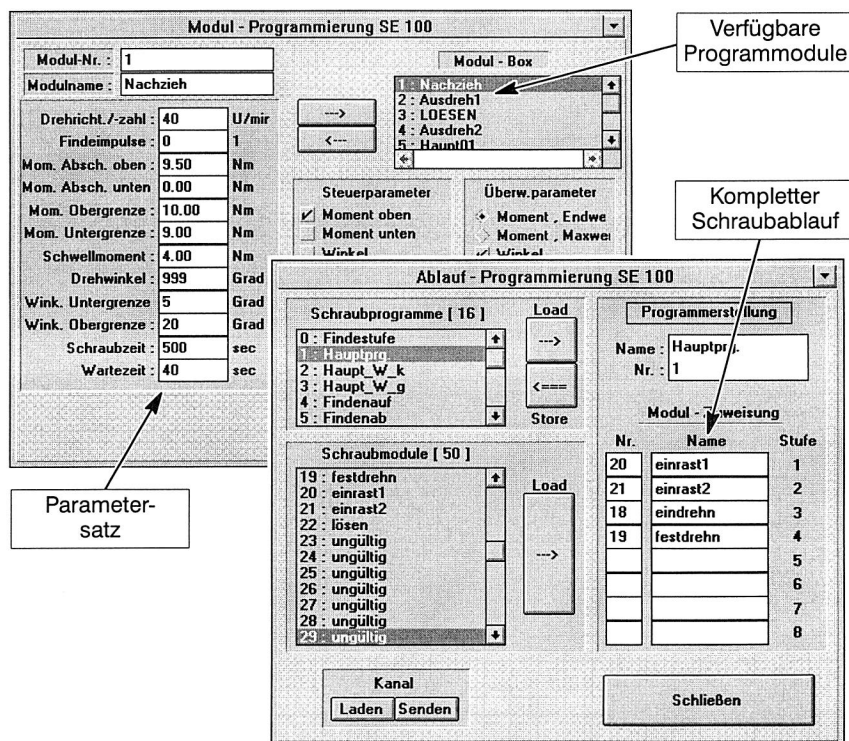 Modul - Programmierung SE 100
Modul-Nr. : 1
Modulname : Nachzieh
Drehricht./-zahl : 40 U/mir
Findeimpulse : 0 1
Mom. Absch. oben : 9.50 Nm
Mom. Absch. unten 0.00 Nm
Mom. Obergrenze : 10.00 Nm
Mom. Untergrenze : 9.00 Nm
Schwellmoment : 4.00 Nm
Drehwinkel : 999 Grad
Wink. Untergrenze 5 Grad
Wink. Obergrenze : 20 Grad
Schraubzeit : 500 sec
Wartezeit : 40 sec
--->
<---
Modul - Box
1 : Nachzieh
2 : Ausdreh1
3 : LOESEN
4 : Ausdreh2
5 : Haupt01
Steuerparameter
Moment oben
Moment unten
Winkel
Überw.parameter
Moment , Endwe
Moment , Maxwe
Winkel
Verfügbare
Programmodule
Kompletter
Schraubablauf
Parameter-
satz
Ablauf - Programmierung SE 100
Schraubprogramme [ 16 ]
0 : Findestufe
1 : Hauptprg.
2 : Haupt_W_k
3 : Haupt_W_g
4 : Findenauf
5 : Findenab
Load
--->
<===
Store
Schraubmodule [ 50 ]
19 : festdrehn
20 : einrast1
21 : einrast2
22 : lösen
23 : ungültig
24 : ungültig
25 : ungültig
26 : ungültig
27 : ungültig
28 : ungültig
29 : ungültig
Load
--->
Programmerstellung
Name : Hauptprg.
Nr. : 1
Modul - Zuweisung
Nr. Name Stufe
20 einrast1 1
21 einrast2 2
18 eindrehn 3
19 festdrehn 4
5
6
7
8
Kanal
Laden Senden
Schließen